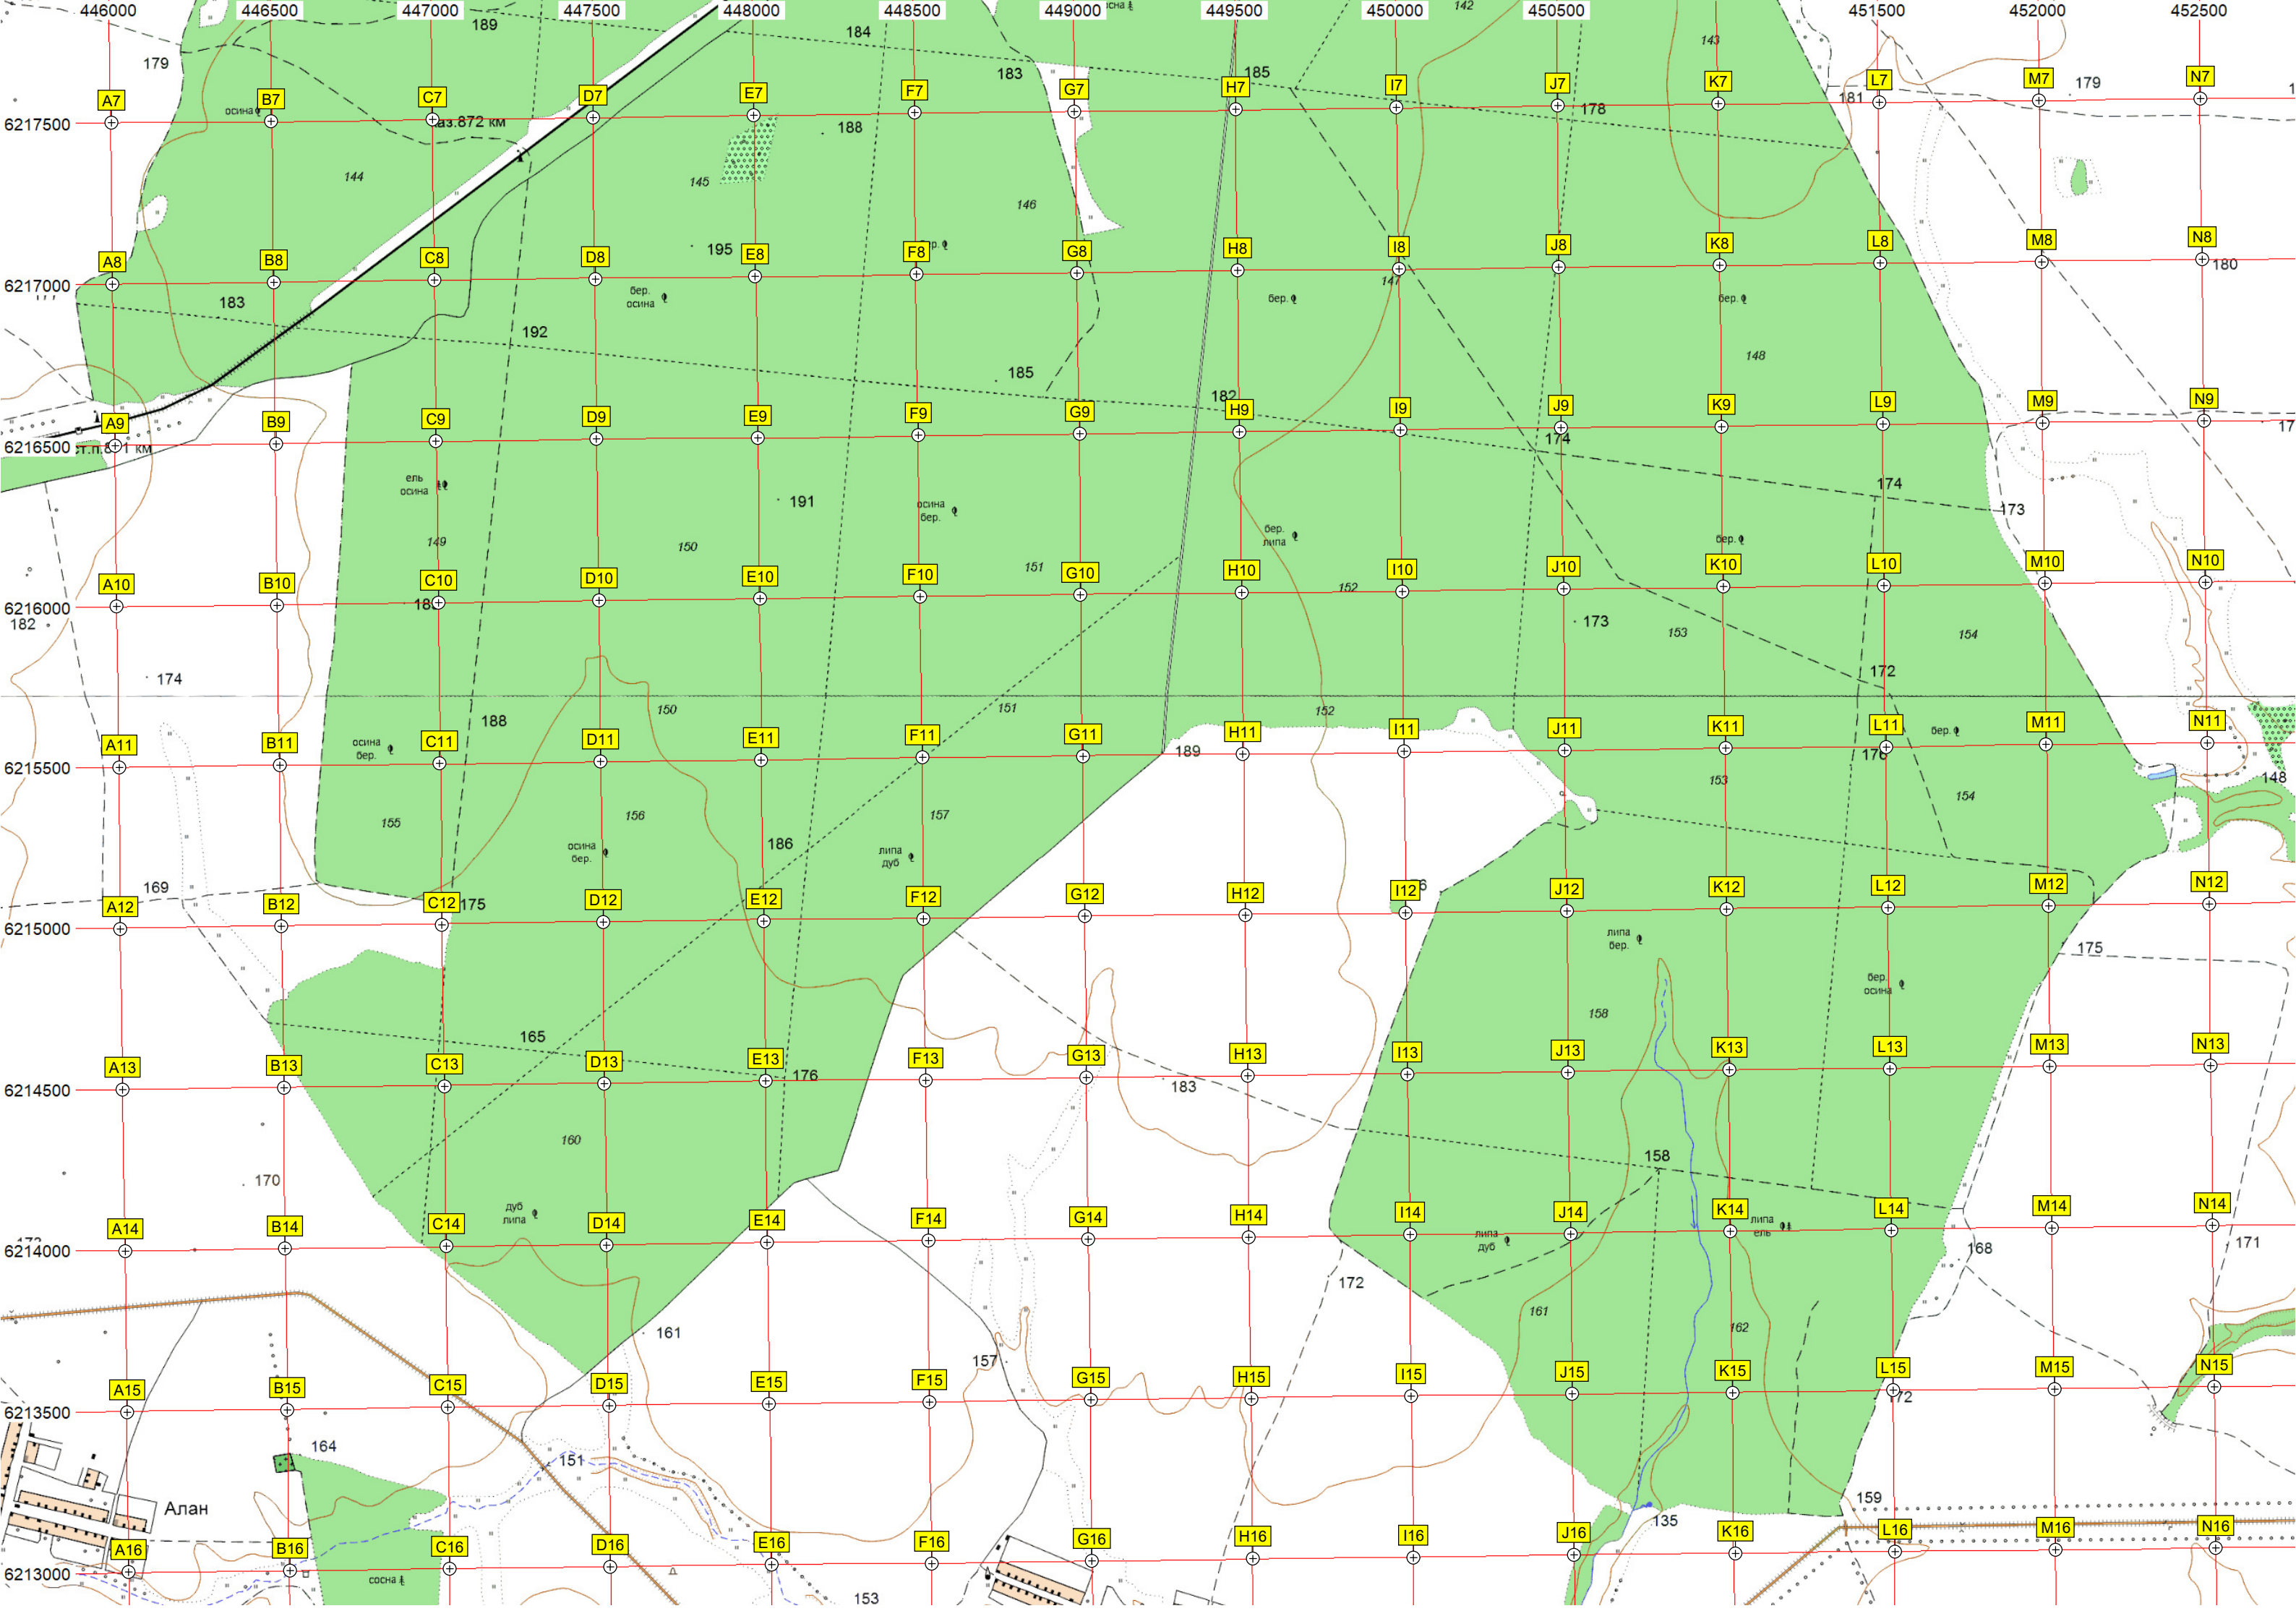 446000 446500 447000 447500 448000 448500 449000 449500 450000 450500 451500 452000 452500
189 184 142 143
179 183 185
A7 B7 C7 D7 E7 F7 G7 H7 I7 J7 K7 L7 M7 N7
осина 181 178 179
6217500
аз.872 км 188
144 145 146
195
A8 B8 C8 D8 E8 F8 G8 H8 I8 J8 K8 L8 M8 N8
180
6217000
147
183 бер. осина бер. бер.
192 148
185
182
A9 B9 C9 D9 E9 F9 G9 H9 I9 J9 K9 L9 M9 N9
174
6216500
1 км
ель осина 174
191 осина бер. 173
149 150 бер. липа бер.
151 152
A10 B10 C10 D10 E10 F10 G10 H10 I10 J10 K10 L10 M10 N10
6216000
182 173 153 154
174 172
188 150 151 152
A11 B11 C11 D11 E11 F11 G11 H11 I11 J11 K11 L11 M11 N11
осина бер. 189 бер.
176
6215500
153 154 148
155 156 157
осина бер. 186 липа дуб
169
A12 B12 C12 D12 E12 F12 G12 H12 I12 J12 K12 L12 M12 N12
175
6215000
липа бер. 175
бер. осина
158
165
A13 B13 C13 D13 E13 F13 G13 H13 I13 J13 K13 L13 M13 N13
176 183
6214500
160
158
170
дуб липа
A14 B14 C14 D14 E14 F14 G14 H14 I14 J14 K14 L14 M14 N14
липа дуб липа ель
6214000
168 171
172
161 162
161
157
A15 B15 C15 D15 E15 F15 G15 H15 I15 J15 K15 L15 M15 N15
6213500
164
151
Алан 159
135
A16 B16 C16 D16 E16 F16 G16 H16 I16 J16 K16 L16 M16 N16
6213000
сосна
153